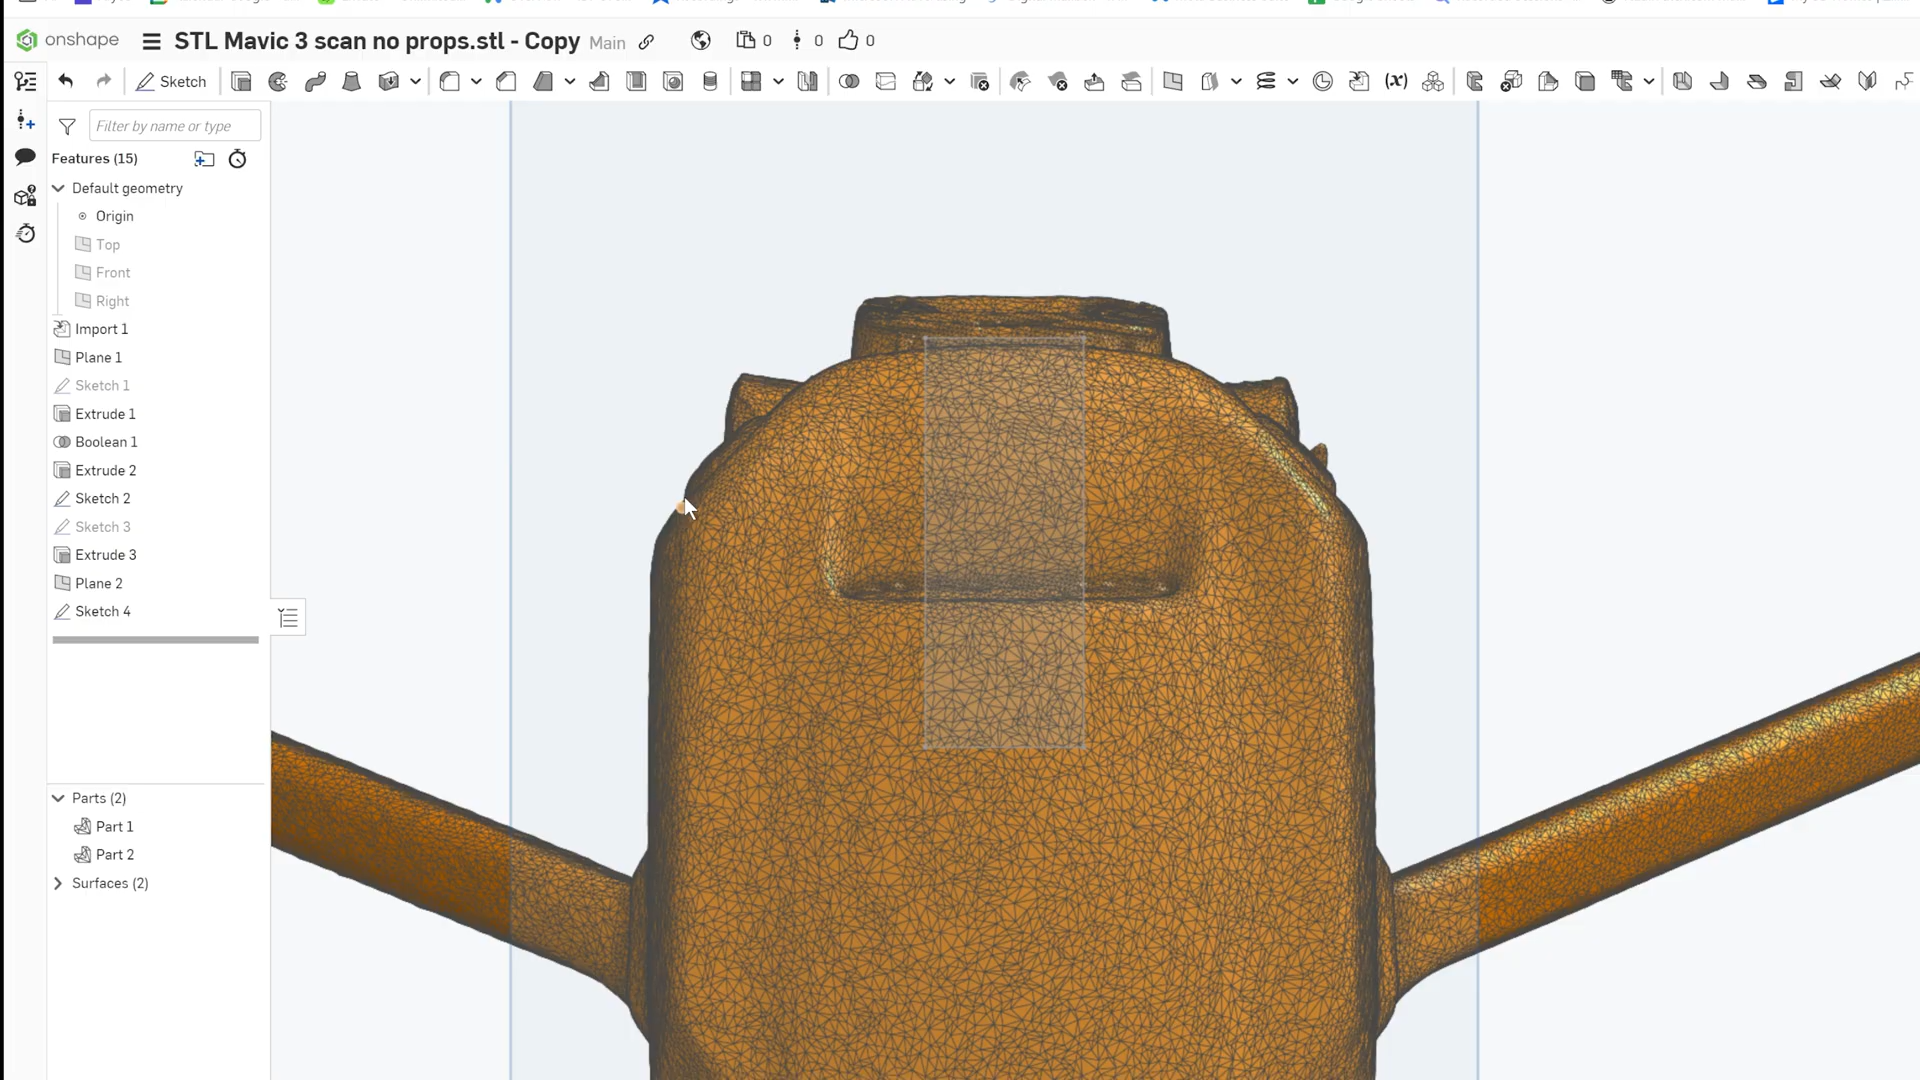 onshape
STL Mavic 3 scan no props.stl - Copy Main
0 0 0
Sketch
(x)
Filter by name or type
Features (15)
Default geometry
Origin
Top
Front
Right
Import 1
Plane 1
Sketch 1
Extrude 1
Boolean 1
Extrude 2
Sketch 2
Sketch 3
Extrude 3
Plane 2
Sketch 4
Parts (2)
Part 1
Part 2
Surfaces (2)